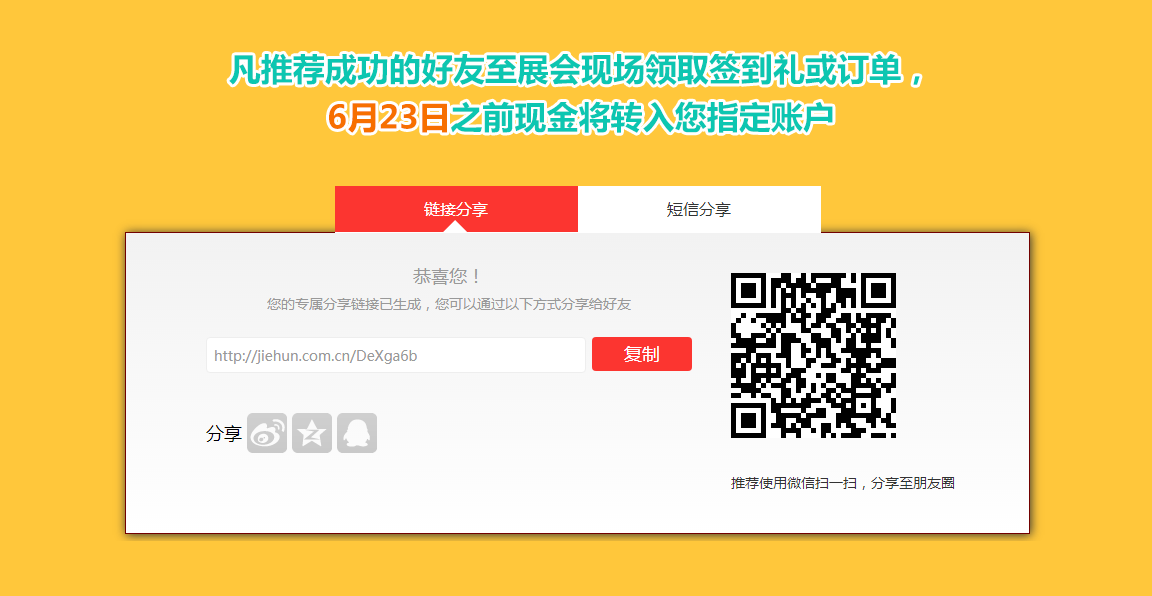 凡推荐成功的好友至展会现场领取签到礼或订单，
6月23日之前现金将转入您指定账户
链接分享
短信分享
恭喜您！
您的专属分享链接已生成，您可以通过以下方式分享给好友
http://jiehun.com.cn/DeXga6b
复制
分享
推荐使用微信扫一扫，分享至朋友圈